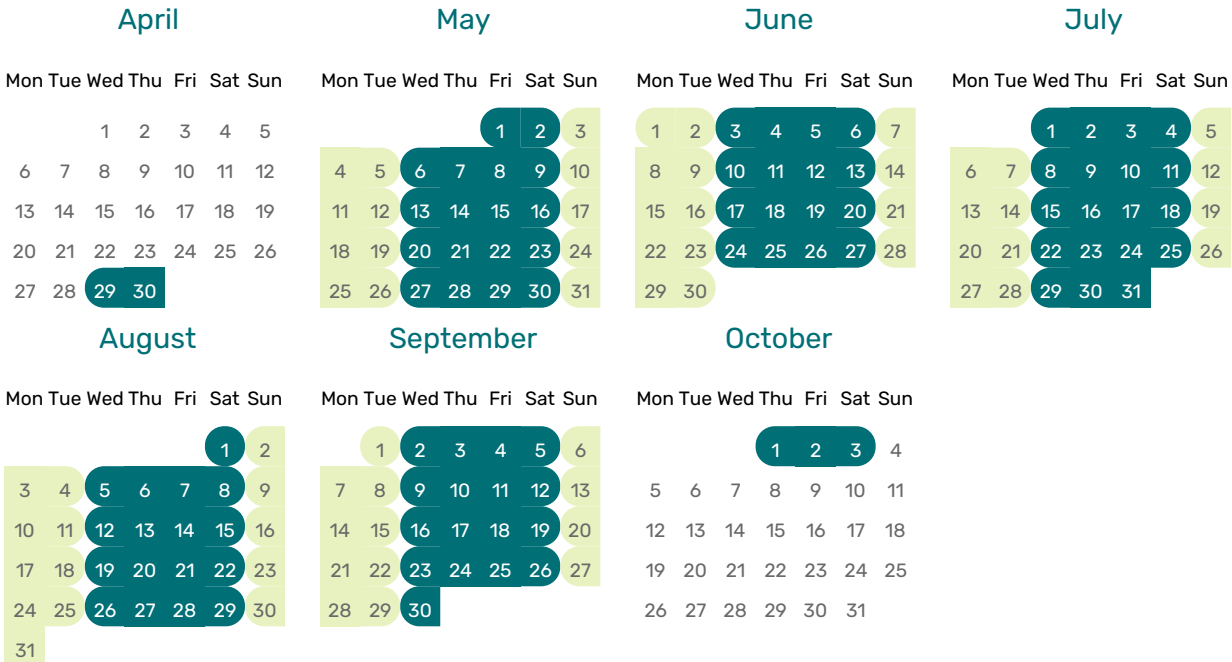 April May June July
Mon Tue Wed Thu Fri Sat Sun Mon Tue Wed Thu Fri Sat Sun Mon Tue Wed Thu Fri Sat Sun Mon Tue Wed Thu Fri Sat Sun
1 2 3 4 5 1 2 3 1 2 3 4 5 6 7 1 2 3 4 5
6 7 8 9 10 11 12 4 5 6 7 8 9 10 8 9 10 11 12 13 14 6 7 8 9 10 11 12
13 14 15 16 17 18 19 11 12 13 14 15 16 17 15 16 17 18 19 20 21 13 14 15 16 17 18 19
20 21 22 23 24 25 26 18 19 20 21 22 23 24 22 23 24 25 26 27 28 20 21 22 23 24 25 26
27 28 29 30 25 26 27 28 29 30 31 29 30 27 28 29 30 31
August September October
Mon Tue Wed Thu Fri Sat Sun Mon Tue Wed Thu Fri Sat Sun Mon Tue Wed Thu Fri Sat Sun
1 2 1 2 3 4 5 6 1 2 3 4
3 4 5 6 7 8 9 7 8 9 10 11 12 13 5 6 7 8 9 10 11
10 11 12 13 14 15 16 14 15 16 17 18 19 20 12 13 14 15 16 17 18
17 18 19 20 21 22 23 21 22 23 24 25 26 27 19 20 21 22 23 24 25
24 25 26 27 28 29 30 28 29 30 26 27 28 29 30 31
31